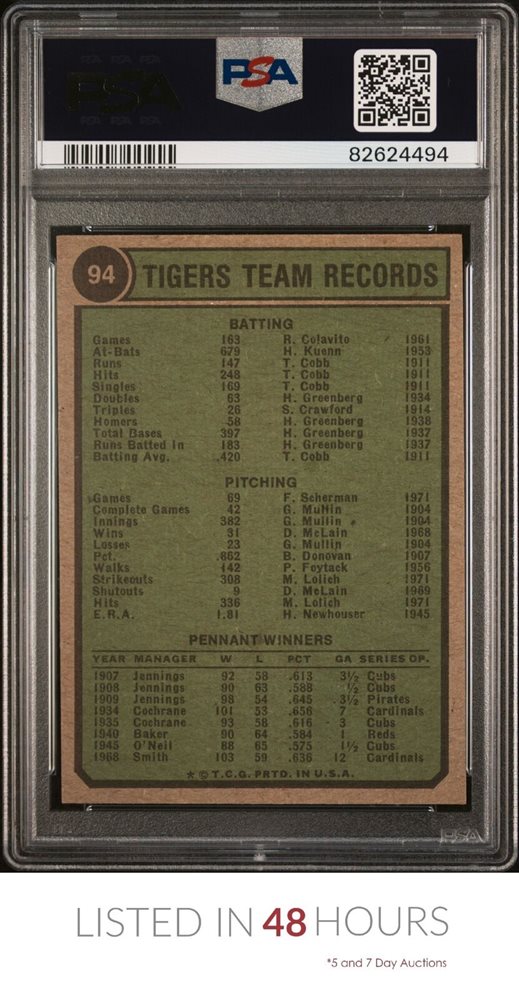 PSA
82624494
94 TIGERS TEAM RECORDS
BATTING
Games 163 R. Colavito 1961
At-Bats 679 H. Kuenn 1953
Runs 147 T. Cobb 1911
Hits 248 T. Cobb 1911
Singles 169 T. Cobb 1911
Doubles 63 H. Greenberg 1934
Triples 26 S. Crawford 1914
Homers 58 H. Greenberg 1938
Total Bases 397 H. Greenberg 1937
Runs Batted In 183 H. Greenberg 1937
Batting Avg. .420 T. Cobb 1911
PITCHING
Games 69 F. Scherman 1971
Complete Games 42 G. Mullin 1904
Innings 382 G. Mullin 1904
Wins 31 D. McLain 1968
Losses 23 G. Mullin 1904
Pct. .862 B. Donovan 1907
Walks 142 P. Foytack 1956
Strikeouts 308 M. Lolich 1971
Shutouts 9 D. McLain 1969
Hits 336 M. Lolich 1971
E.R.A. 1.81 H. Newhouser 1945
PENNANT WINNERS
YEAR MANAGER W L PCT GA SERIES OP.
1907 Jennings 92 58 .613 3½ Cubs
1908 Jennings 90 63 .588 ½ Cubs
1909 Jennings 98 54 .645 3½ Pirates
1934 Cochrane 101 53 .656 7 Cardinals
1935 Cochrane 93 58 .616 3 Cubs
1940 Baker 90 64 .584 1 Reds
1945 O'Neil 88 65 .575 1½ Cubs
1968 Smith 103 59 .636 12 Cardinals
★ © T.C.G. PRTD. IN U.S.A.
PSA
LISTED IN 48 HOURS
*5 and 7 Day Auctions